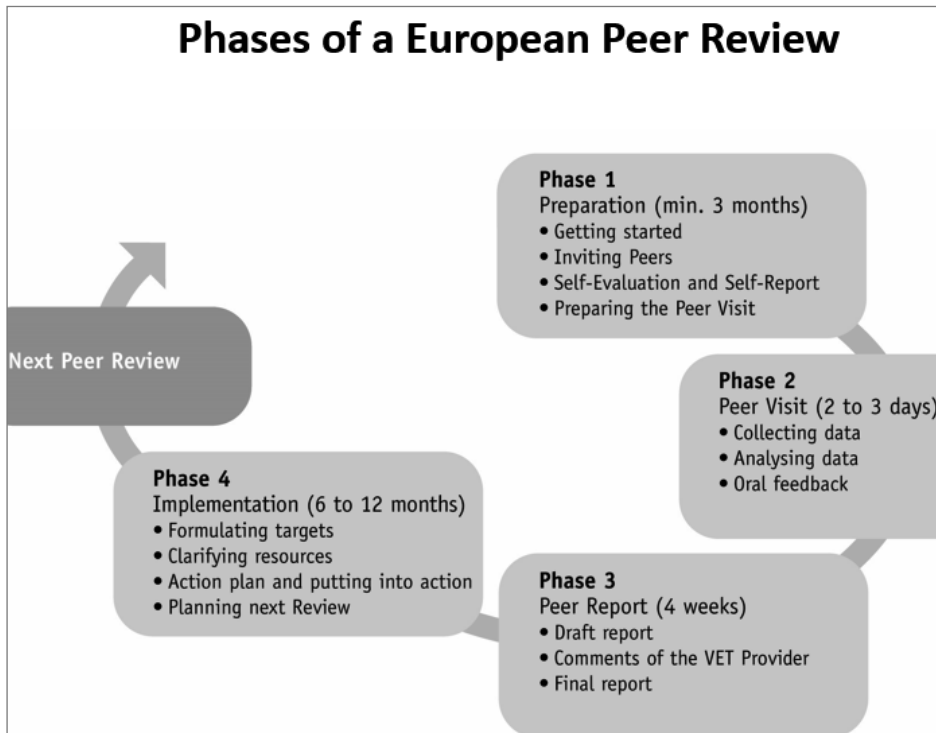 Phases of a European Peer Review
Phase 1
Preparation (min. 3 months)
• Getting started
• Inviting Peers
• Self-Evaluation and Self-Report
• Preparing the Peer Visit
Phase 2
Peer Visit (2 to 3 days)
• Collecting data
• Analysing data
• Oral feedback
Phase 3
Peer Report (4 weeks)
• Draft report
• Comments of the VET Provider
• Final report
Phase 4
Implementation (6 to 12 months)
• Formulating targets
• Clarifying resources
• Action plan and putting into action
• Planning next Review
Next Peer Review